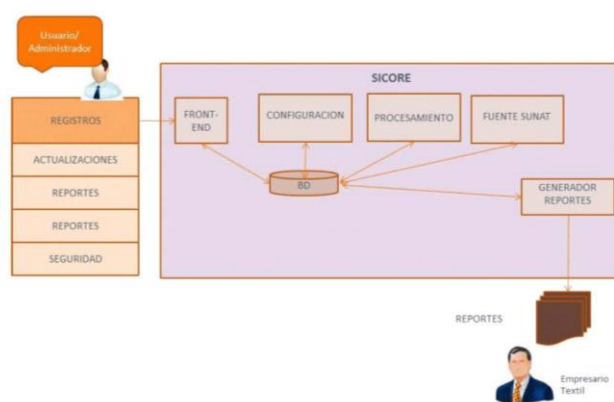 Usuario/
Administrador
SICORE
REGISTROS
FRONT-
END
CONFIGURACION
PROCESAMIENTO
FUENTE SUNAT
ACTUALIZACIONES
BD
REPORTES
GENERADOR
REPORTES
REPORTES
SEGURIDAD
REPORTES
Empresario
Textil